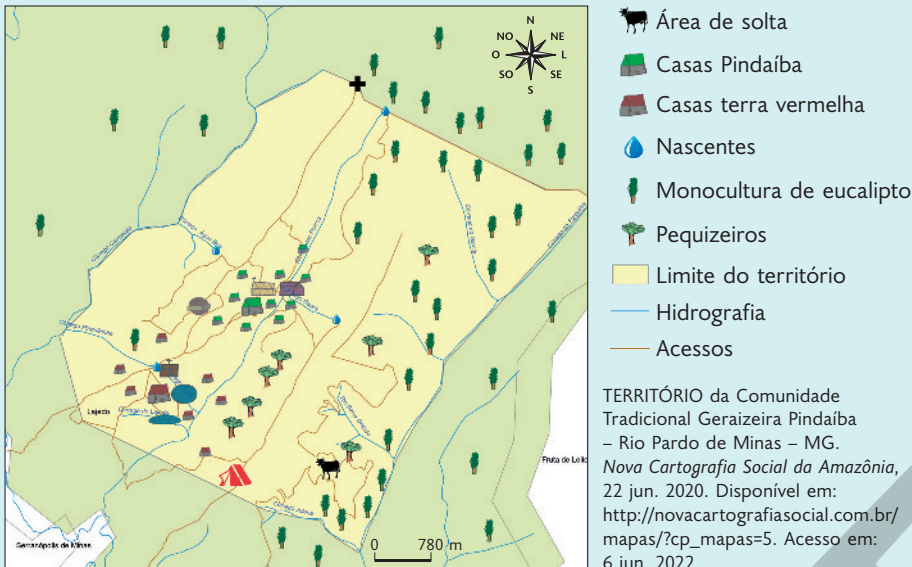 N
NO
NE
O
L
SO
SE
S
Lajedo
Serranópolis de Minas
0 780 m
Área de solta
Casas Pindaíba
Casas terra vermelha
Nascentes
Monocultura de eucalipto
Pequizeiros
Limite do território
Hidrografia
Acessos
TERRITÓRIO da Comunidade
Tradicional Geraizeira Pindaíba
– Rio Pardo de Minas – MG.
Nova Cartografia Social da Amazônia,
22 jun. 2020. Disponível em:
http://novacartografiasocial.com.br/
mapas/?cp_mapas=5. Acesso em:
6 jun. 2022